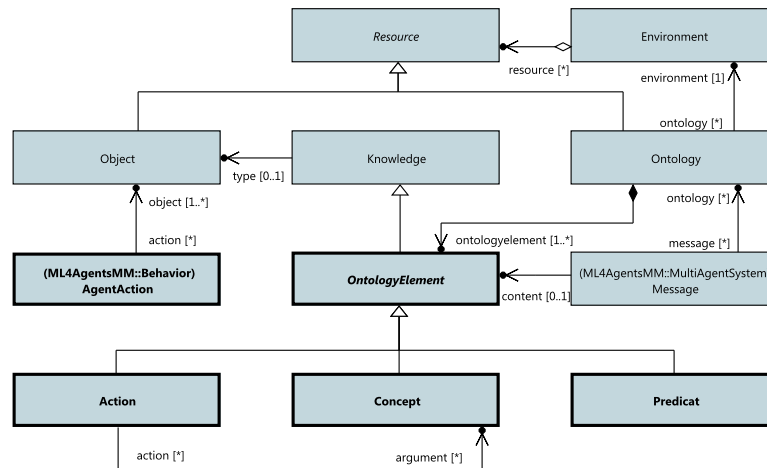 Resource
Environment
resource [*]
environment [1]
ontology [*]
Object
Knowledge
Ontology
type [0..1]
object [1..*]
ontology [*]
action [*]
ontologyelement [1..*]
message [*]
(ML4AgentsMM::Behavior)
AgentAction
OntologyElement
(ML4AgentsMM::MultiAgentSystem
Message
content [0..1]
Action
Concept
Predicat
action [*]
argument [*]